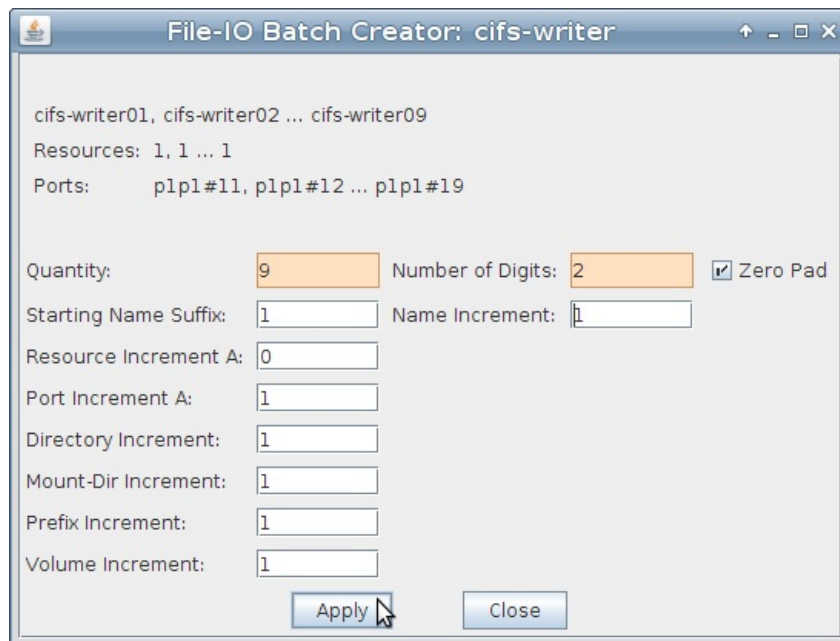 File-IO Batch Creator: cifs-writer
cifs-writer01, cifs-writer02 ... cifs-writer09
Resources: 1, 1 ... 1
Ports: p1p1#11, p1p1#12 ... p1p1#19
Quantity: 9 Number of Digits: 2 Zero Pad
Starting Name Suffix: 1 Name Increment: 1
Resource Increment A: 0
Port Increment A: 1
Directory Increment: 1
Mount-Dir Increment: 1
Prefix Increment: 1
Volume Increment: 1
Apply Close